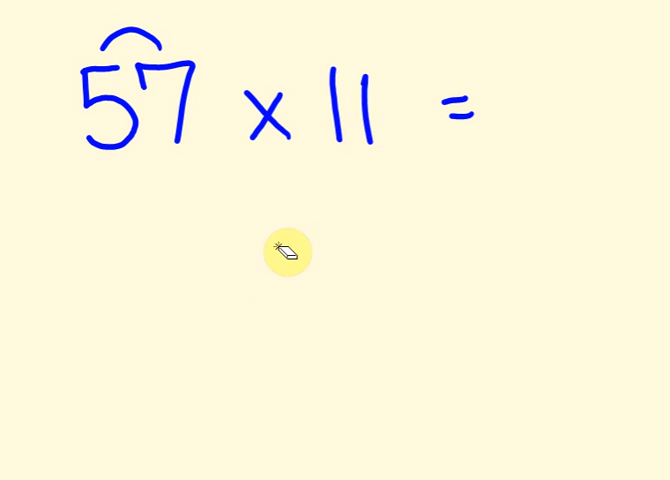 57 x 11 =